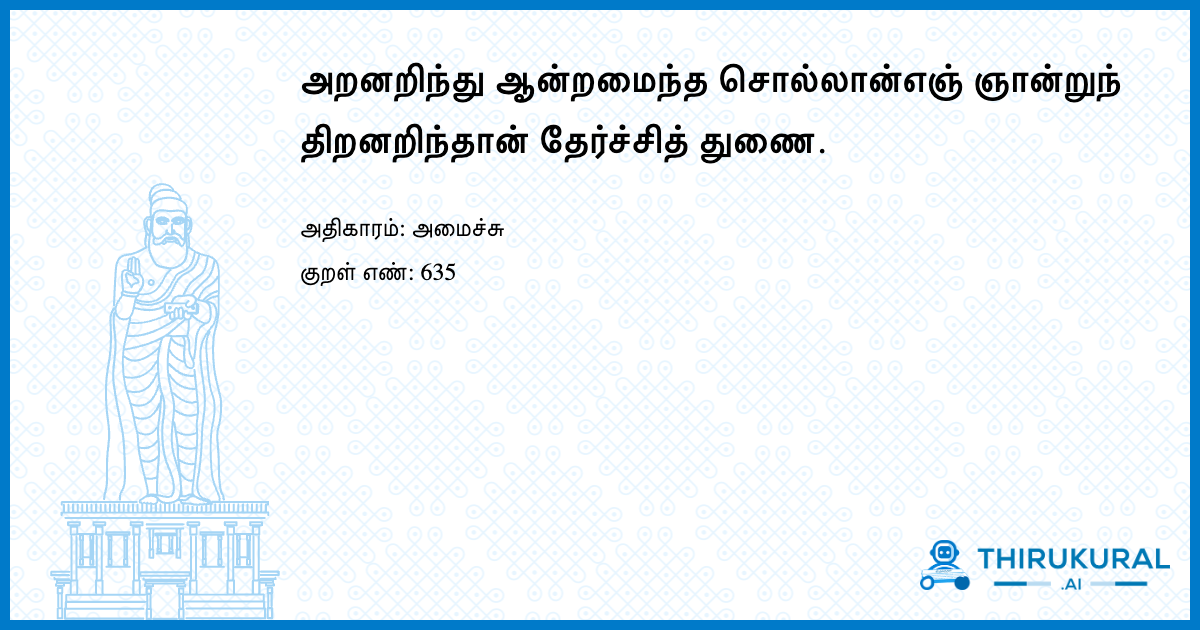 அறனறிந்து ஆன்றமைந்த சொல்லான்எஞ் ஞான்றுந்
திறனறிந்தான் தேர்ச்சித் துணை.
அதிகாரம்: அமைச்சு
குறள் எண்: 635
THIRUKURAL
.AI